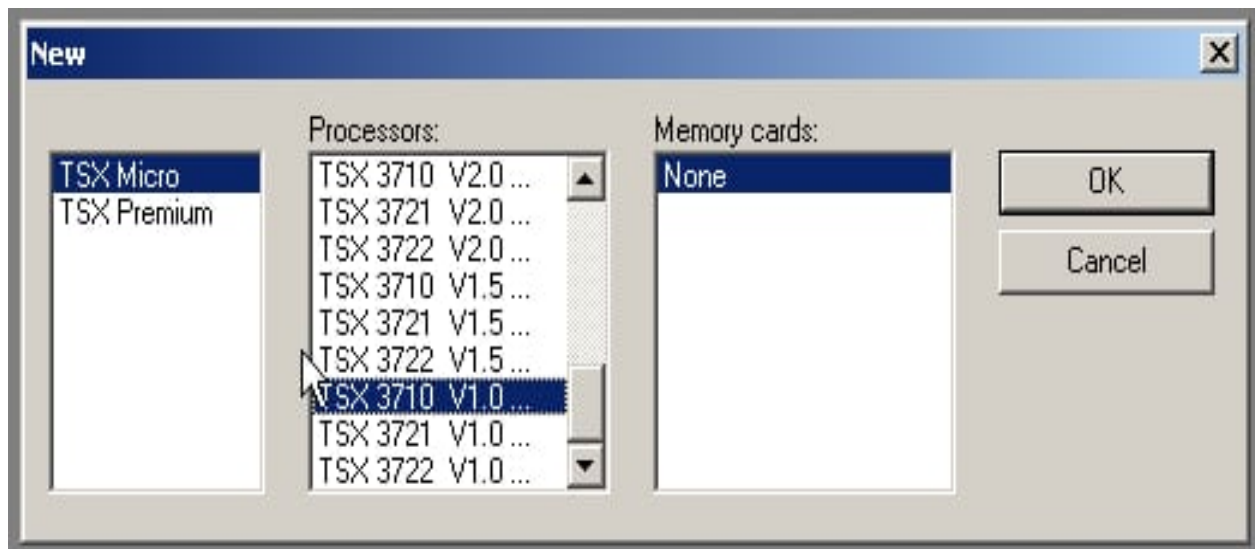 New
TSX Micro
TSX Premium
Processors:
TSX 3710 V2.0 ...
TSX 3721 V2.0 ...
TSX 3722 V2.0 ...
TSX 3710 V1.5 ...
TSX 3721 V1.5 ...
TSX 3722 V1.5 ...
TSX 3710 V1.0 ...
TSX 3721 V1.0 ...
TSX 3722 V1.0 ...
Memory cards:
None
OK
Cancel